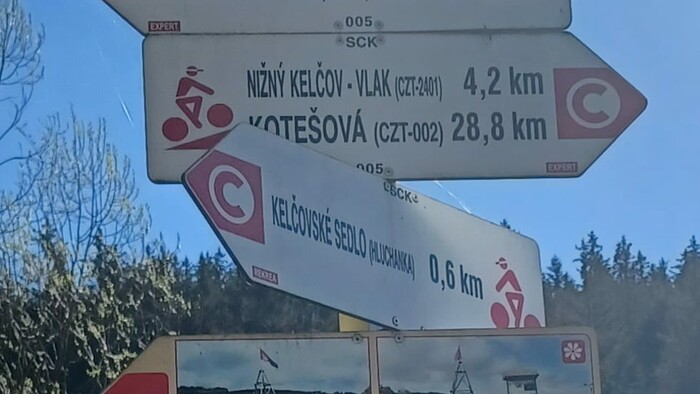 EXPERT
005
SCK
NIŽNÝ KELČOV - VLAK (CZT-2401) 4,2 km
KOTEŠOVÁ (CZT-002) 28,8 km
C
005
EXPERT
SCK
C
KELČOVSKÉ SEDLO (HLUCHANKA) 0,6 km
REKREA